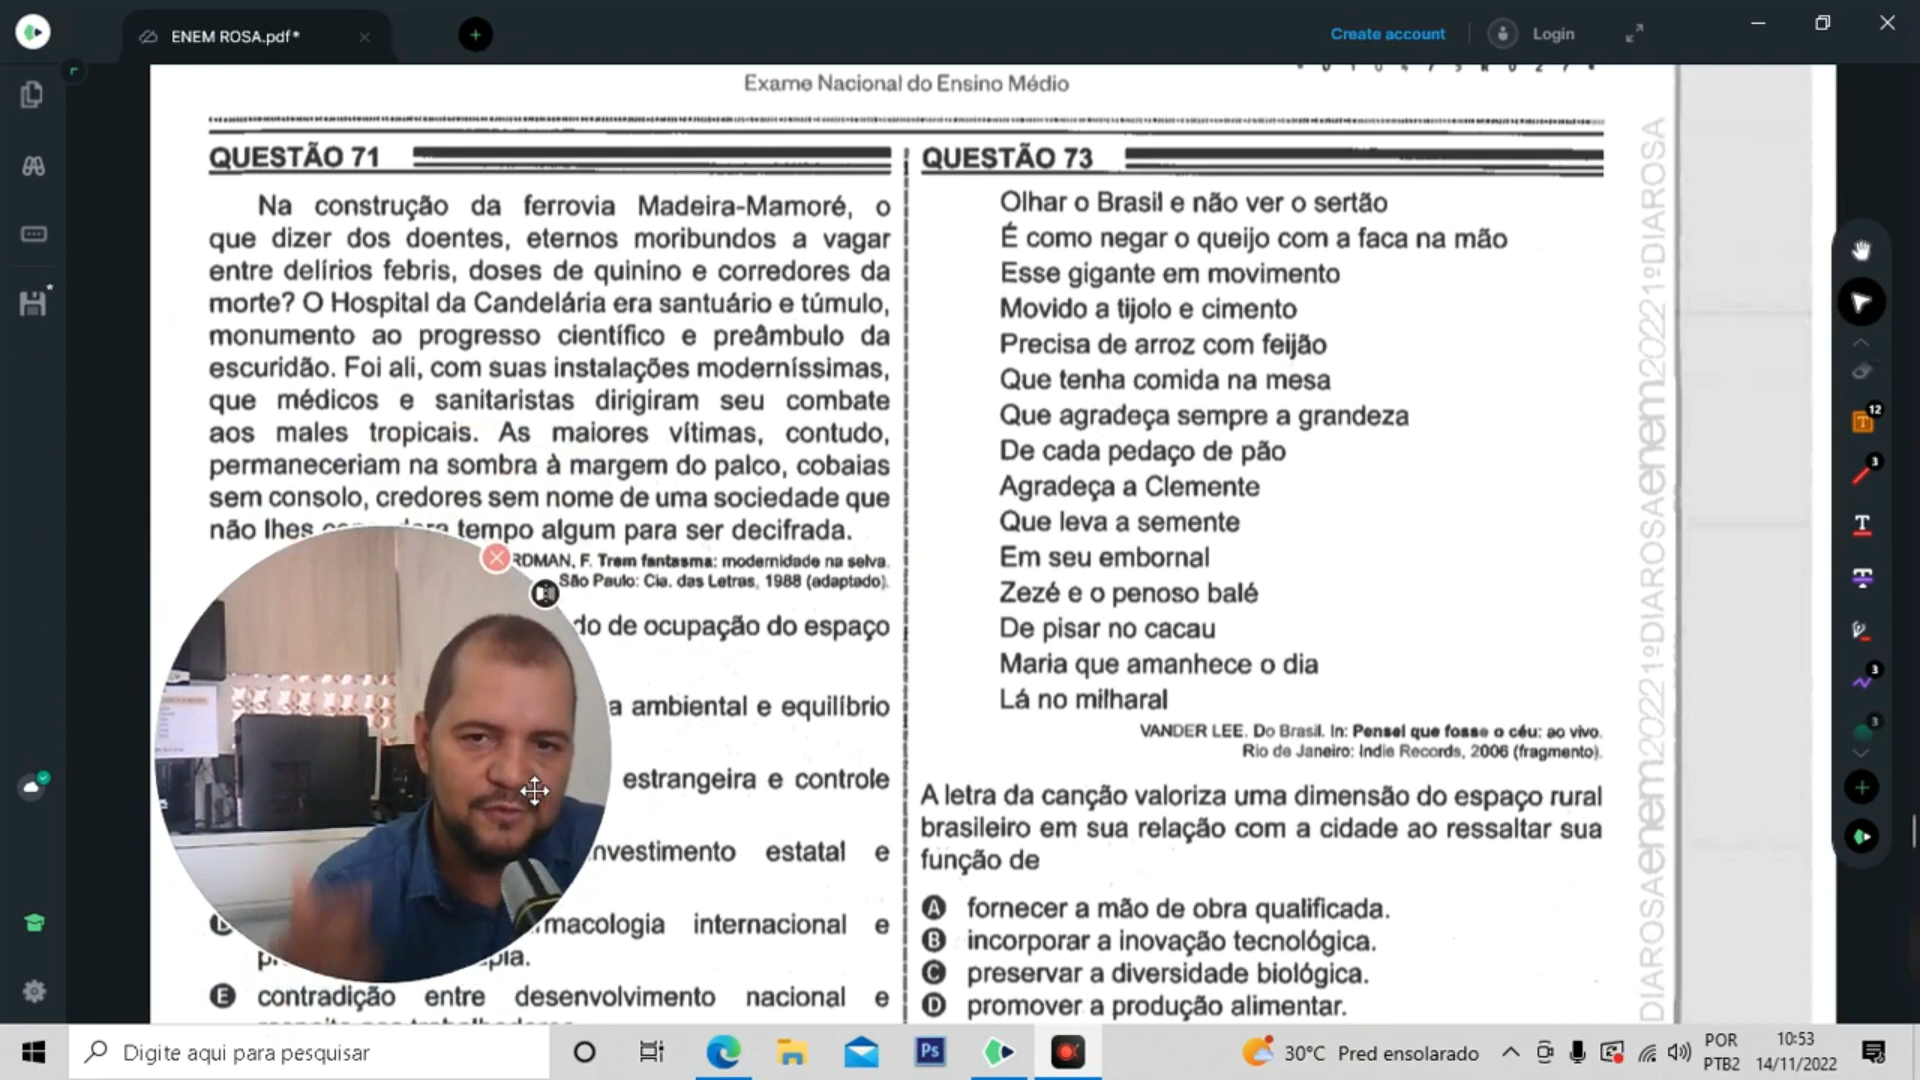 ENEM ROSA.pdf*
Create account
Login
Exame Nacional do Ensino Médio
QUESTÃO 71
Na construção da ferrovia Madeira-Mamoré, o
que dizer dos doentes, eternos moribundos a vagar
entre delírios febris, doses de quinino e corredores da
morte? O Hospital da Candelária era santuário e túmulo,
monumento ao progresso científico e preâmbulo da
escuridão. Foi ali, com suas instalações moderníssimas,
que médicos e sanitaristas dirigiram seu combate
aos males tropicais. As maiores vítimas, contudo,
permaneceriam na sombra à margem do palco, cobaias
sem consolo, credores sem nome de uma sociedade que
não lhes tempo algum para ser decifrada.
RDMAN, F. Trem fantasma: modernidade na selva.
São Paulo: Cia. das Letras, 1988 (adaptado).
do de ocupação do espaço
a ambiental e equilíbrio
estrangeira e controle
nvestimento estatal e
rmacologia internacional e
pia.
E contradição entre desenvolvimento nacional e
QUESTÃO 73
Olhar o Brasil e não ver o sertão
É como negar o queijo com a faca na mão
Esse gigante em movimento
Movido a tijolo e cimento
Precisa de arroz com feijão
Que tenha comida na mesa
Que agradeça sempre a grandeza
De cada pedaço de pão
Agradeça a Clemente
Que leva a semente
Em seu embornal
Zezé e o penoso balé
De pisar no cacau
Maria que amanhece o dia
Lá no milharal
VANDER LEE. Do Brasil. In: Pensei que fosse o céu: ao vivo.
Rio de Janeiro: Indie Records, 2006 (fragmento).
A letra da canção valoriza uma dimensão do espaço rural
brasileiro em sua relação com a cidade ao ressaltar sua
função de
A fornecer a mão de obra qualificada.
B incorporar a inovação tecnológica.
C preservar a diversidade biológica.
D promover a produção alimentar.
DIAROSAenem20221ºDIAROSAenem20221ºDIAROSA
12
3
3
3
Digite aqui para pesquisar
Ps
30°C Pred ensolarado
POR
PTB2
10:53
14/11/2022